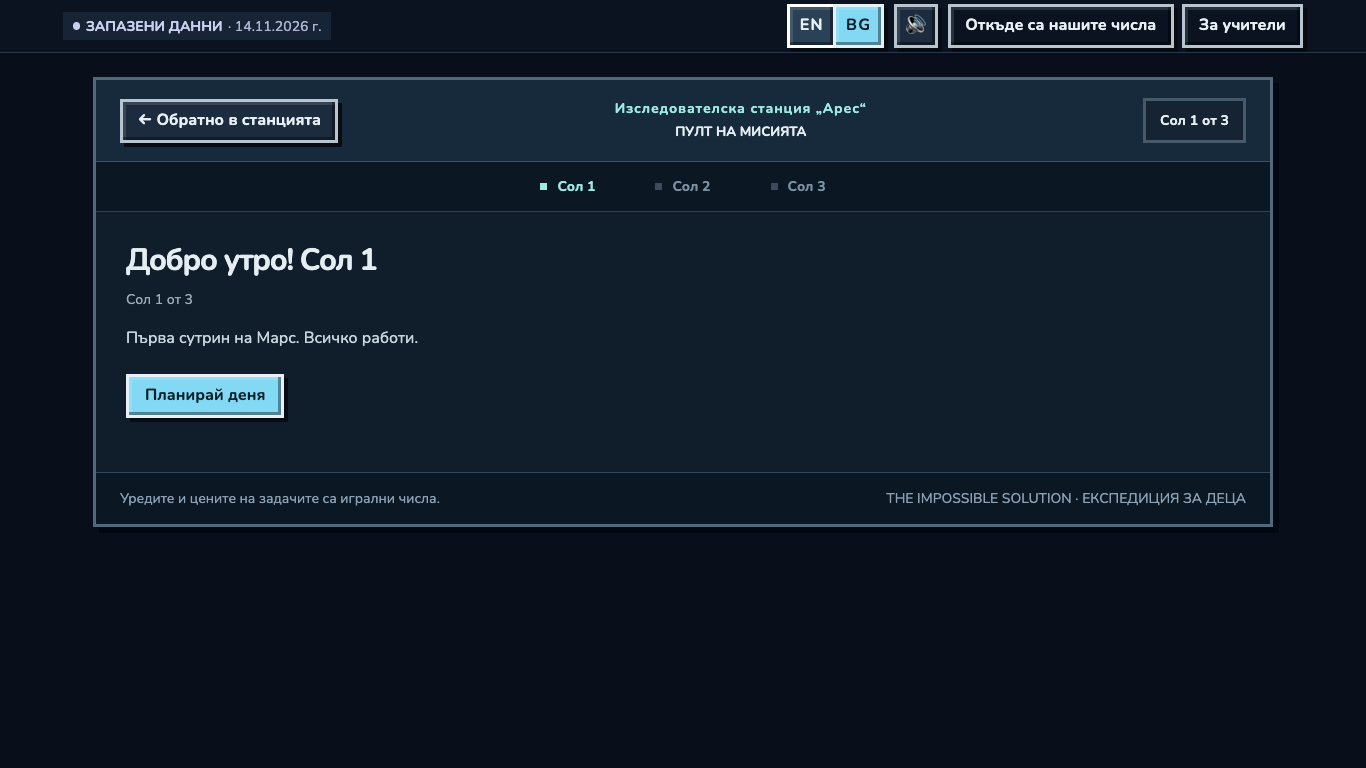 ЗАПАЗЕНИ ДАННИ · 14.11.2026 г.
EN BG
Откъде са нашите числа
За учители
← Обратно в станцията
Изследователска станция „Арес“
ПУЛТ НА МИСИЯТА
Сол 1 от 3
Сол 1
Сол 2
Сол 3
Добро утро! Сол 1
Сол 1 от 3
Първа сутрин на Марс. Всичко работи.
Планирай деня
Уредите и цените на задачите са игрални числа.
THE IMPOSSIBLE SOLUTION · ЕКСПЕДИЦИЯ ЗА ДЕЦА